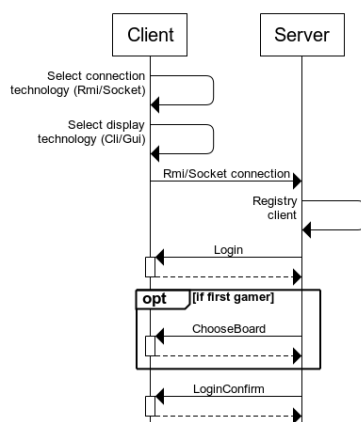 Client
Server
Select connection
technology (Rmi/Socket)
Select display
technology (Cli/Gui)
Rmi/Socket connection
Registry
client
Login
opt
[if first gamer]
ChooseBoard
LoginConfirm